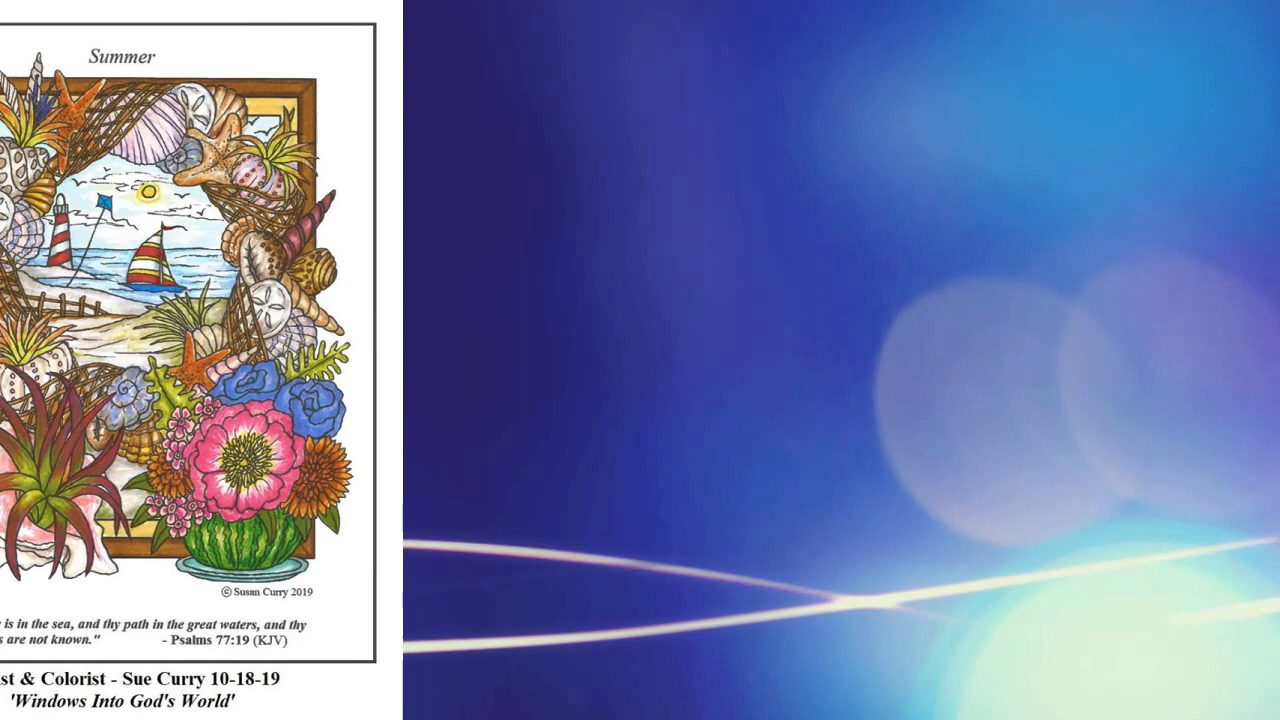 Summer
© Susan Curry 2019
is in the sea, and thy path in the great waters, and thy
are not known." - Psalms 77:19 (KJV)
& Colorist - Sue Curry 10-18-19
'Windows Into God's World'